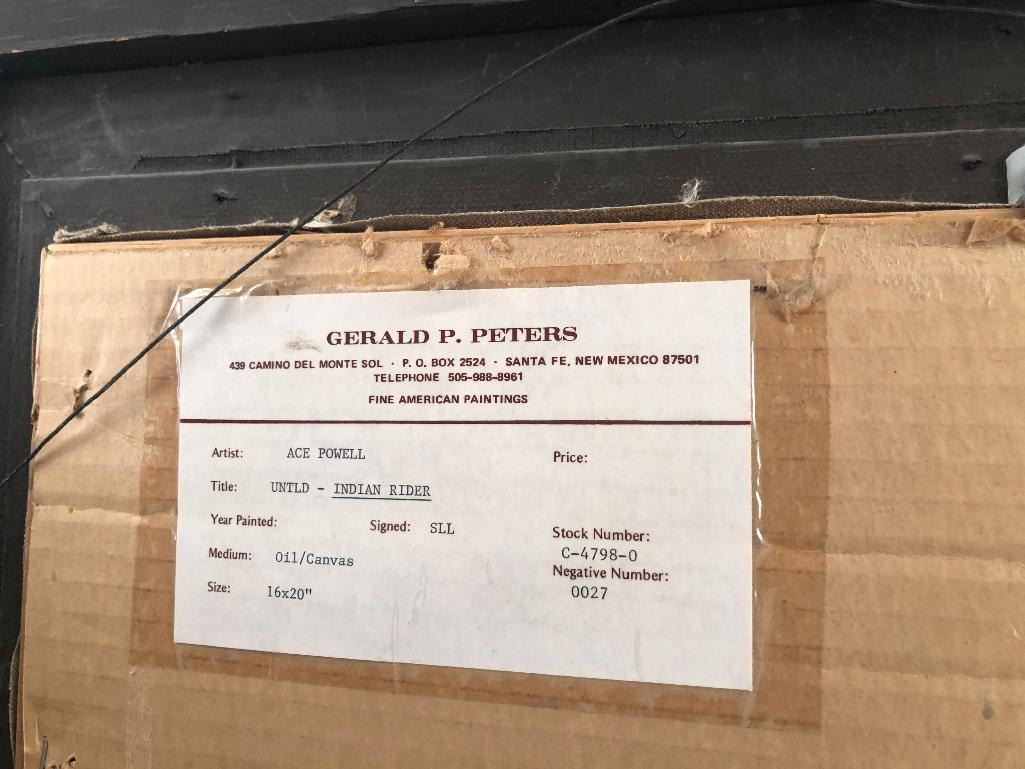 GERALD P. PETERS
439 CAMINO DEL MONTE SOL · P. O. BOX 2524 · SANTA FE, NEW MEXICO 87501
TELEPHONE 505-988-8961
FINE AMERICAN PAINTINGS
Artist: ACE POWELL Price:
Title: UNTLD - INDIAN RIDER
Year Painted: Signed: SLL
Stock Number:
Medium: Oil/Canvas C-4798-0
Negative Number:
Size: 16x20" 0027